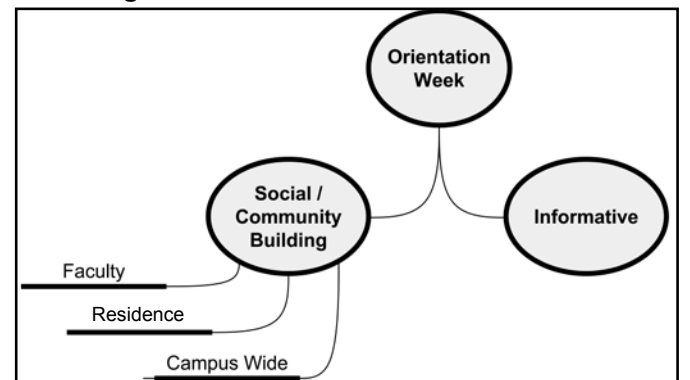 Orientation
Week
Social /
Community
Building
Informative
Faculty
Residence
Campus Wide